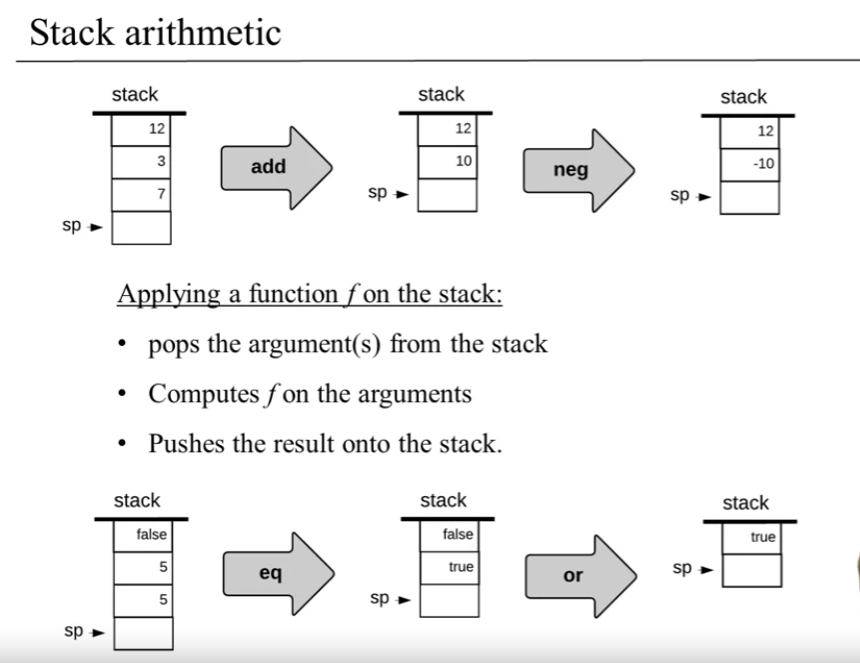 Stack arithmetic
stack
12
3
7
sp
add
stack
12
10
sp
neg
stack
12
-10
sp
Applying a function f on the stack:
• pops the argument(s) from the stack
• Computes f on the arguments
• Pushes the result onto the stack.
stack
false
5
5
sp
eq
stack
false
true
sp
or
stack
true
sp